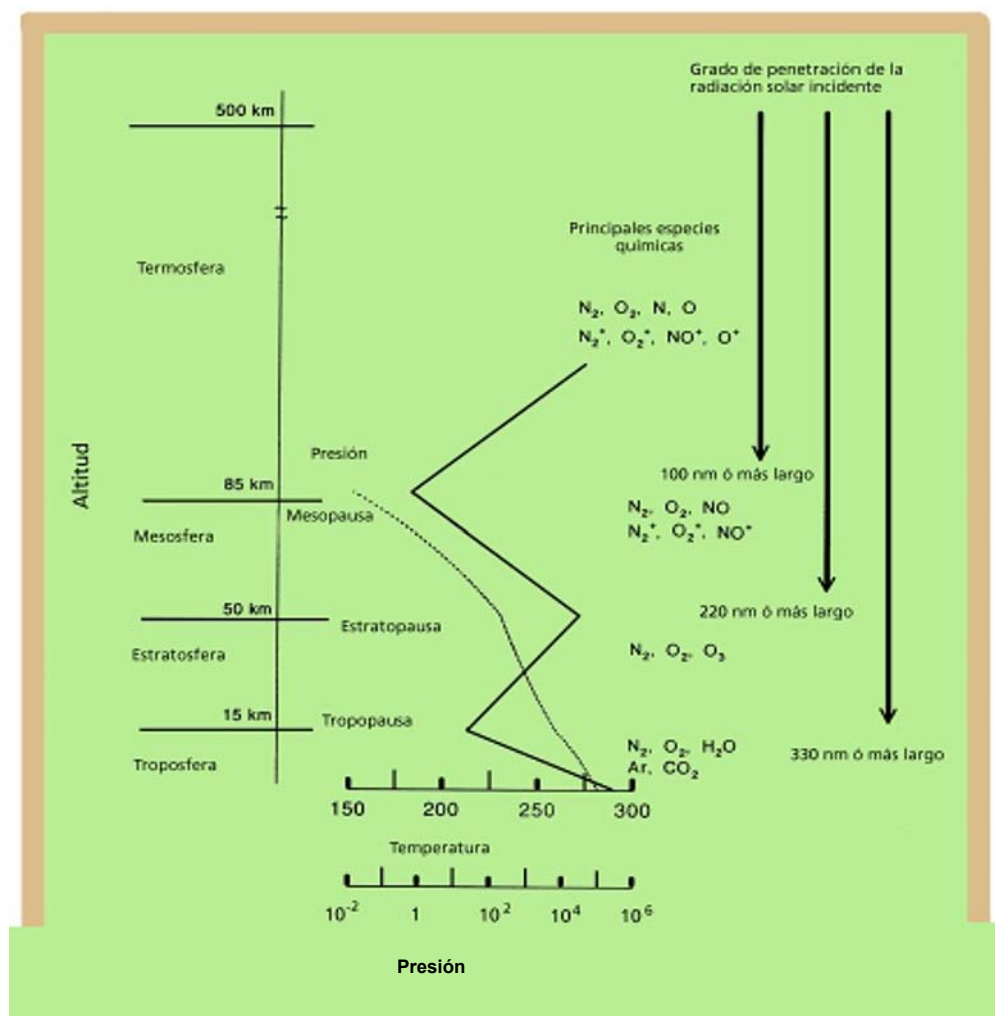 Grado de penetración de la
radiación solar incidente
500 km
Principales especies
quimicas
Termosfera
N₂, O₂, N, O
N₂⁺, O₂⁺, NO⁺, O⁺
Altitud
Presión
100 nm ó más largo
85 km
Mesopausa
N₂, O₂, NO
N₂⁺, O₂⁺, NO⁺
Mesosfera
50 km
220 nm ó más largo
Estratopausa
Estratosfera
N₂, O₂, O₃
15 km
Tropopausa
N₂, O₂, H₂O
Ar, CO₂
330 nm ó más largo
Troposfera
150 200 250 300
Temperatura
10⁻² 1 10² 10⁴ 10⁶
Presión